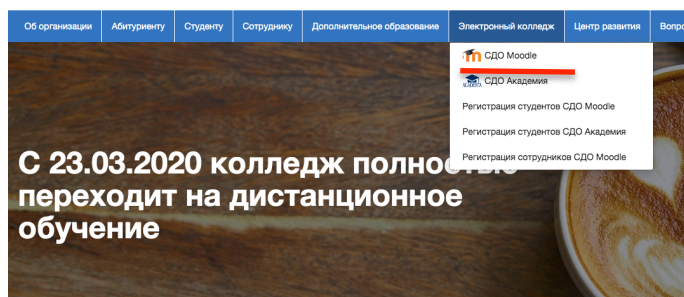 Об организации Абитуриенту Студенту Сотруднику Дополнительное образование Электронный колледж Центр развития
СДО Moodle
СДО Академия
Регистрация студентов СДО Moodle
Регистрация студентов СДО Академия
Регистрация сотрудников СДО Moodle
С 23.03.2020 колледж
переходит на дистанционное
обучение